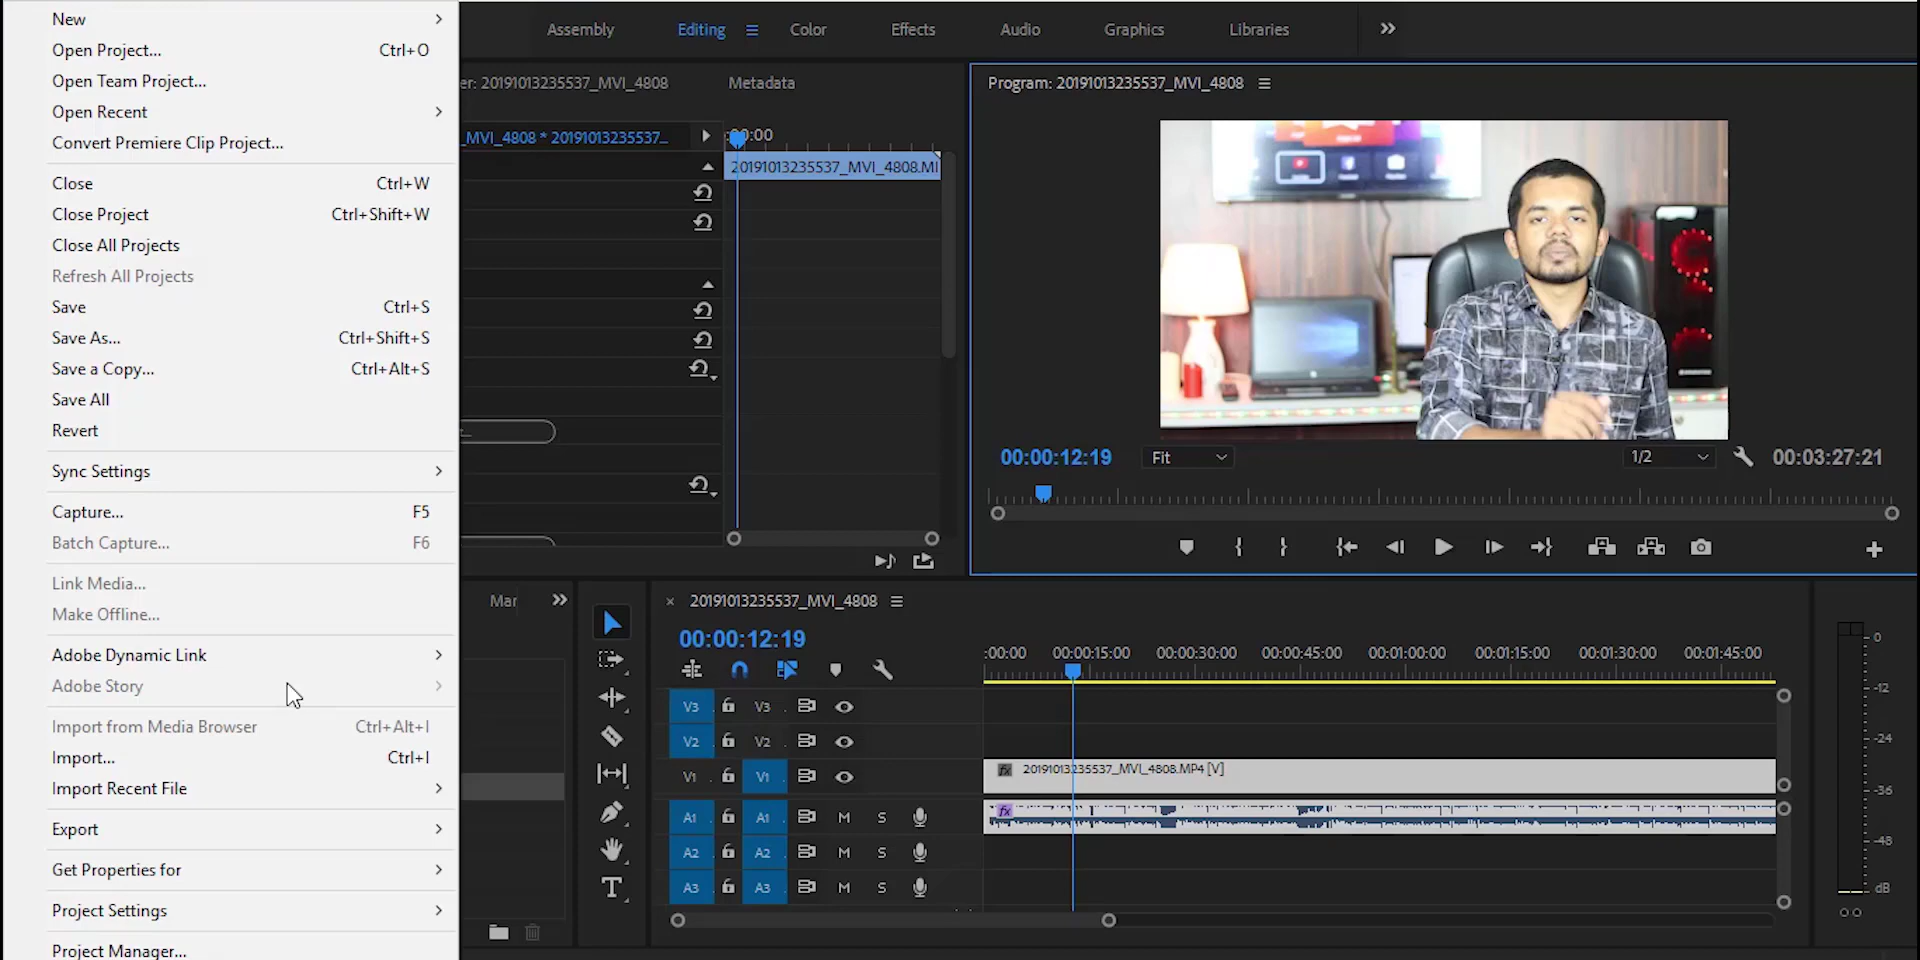 New
Open Project... Ctrl+O
Open Team Project...
Open Recent
Convert Premiere Clip Project...
Close Ctrl+W
Close Project Ctrl+Shift+W
Close All Projects
Refresh All Projects
Save Ctrl+S
Save As... Ctrl+Shift+S
Save a Copy... Ctrl+Alt+S
Save All
Revert
Sync Settings
Capture... F5
Batch Capture... F6
Link Media...
Make Offline...
Adobe Dynamic Link
Adobe Story
Import from Media Browser Ctrl+Alt+I
Import... Ctrl+I
Import Recent File
Export
Get Properties for
Project Settings
Project Manager...
Assembly Editing Color Effects Audio Graphics Libraries
er: 20191013235537_MVI_4808 Metadata
_MVI_4808 * 20191013235537... :00:00
20191013235537_MVI_4808.MI
Program: 20191013235537_MVI_4808
00:00:12:19 Fit 1/2 00:03:27:21
Mar
20191013235537_MVI_4808
00:00:12:19
:00:00 00:00:15:00 00:00:30:00 00:00:45:00 00:01:00:00 00:01:15:00 00:01:30:00 00:01:45:00
V3 V3
V2 V2
V1 V1 fx 20191013235537_MVI_4808.MP4 [V]
A1 A1 M S fx
A2 A2 M S
A3 A3 M S
0
-12
-24
-36
-48
dB